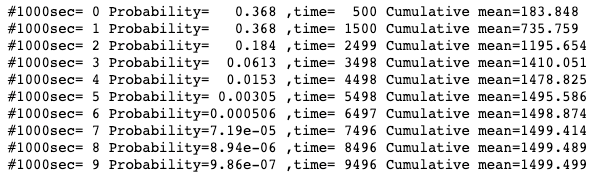 #1000sec= 0 Probability=   0.368 ,time=  500 Cumulative mean=183.848
#1000sec= 1 Probability=   0.368 ,time= 1500 Cumulative mean=735.759
#1000sec= 2 Probability=   0.184 ,time= 2499 Cumulative mean=1195.654
#1000sec= 3 Probability=  0.0613 ,time= 3498 Cumulative mean=1410.051
#1000sec= 4 Probability=  0.0153 ,time= 4498 Cumulative mean=1478.825
#1000sec= 5 Probability= 0.00305 ,time= 5498 Cumulative mean=1495.586
#1000sec= 6 Probability=0.000506 ,time= 6497 Cumulative mean=1498.874
#1000sec= 7 Probability=7.19e-05 ,time= 7496 Cumulative mean=1499.414
#1000sec= 8 Probability=8.94e-06 ,time= 8496 Cumulative mean=1499.489
#1000sec= 9 Probability=9.86e-07 ,time= 9496 Cumulative mean=1499.499